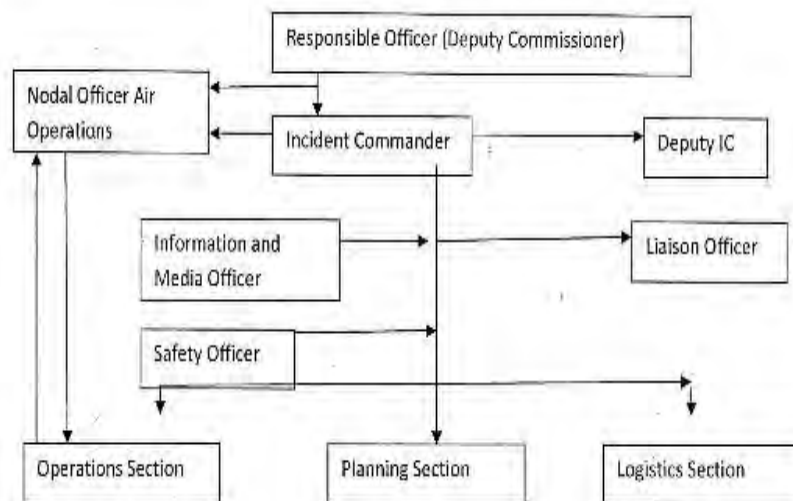 Responsible Officer (Deputy Commissioner)
Nodal Officer Air
Operations
Incident Commander
Deputy IC
Information and
Media Officer
Liaison Officer
Safety Officer
Operations Section
Planning Section
Logistics Section